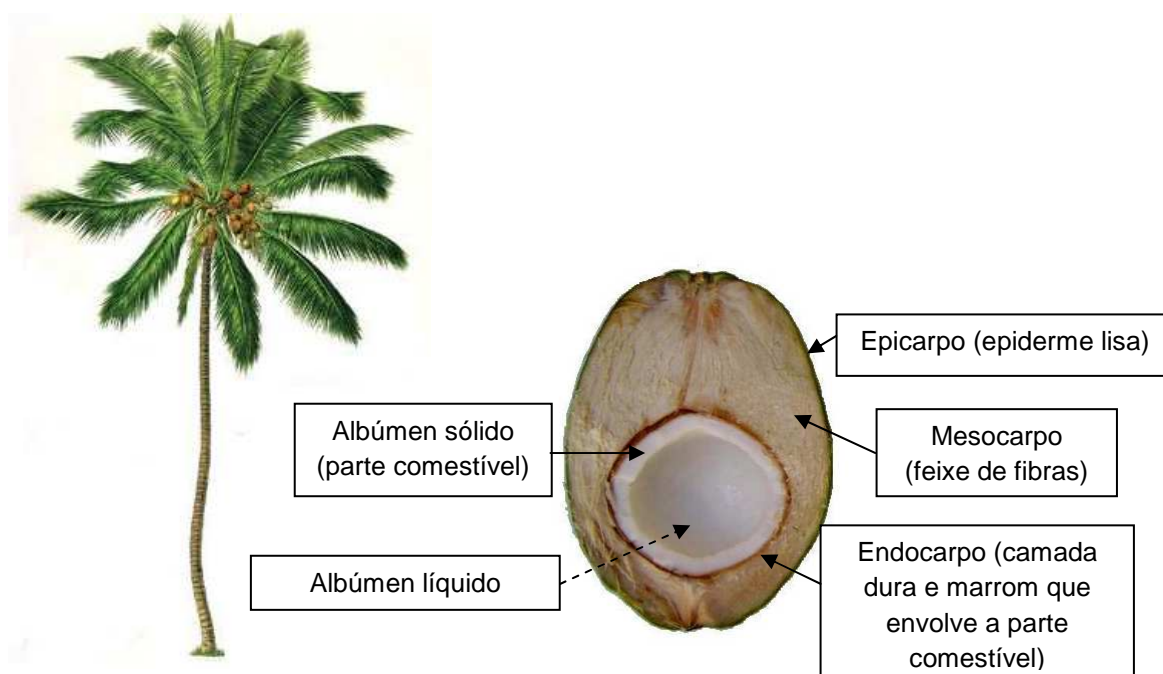 Epicarpo (epiderme lisa)
Albúmen sólido
(parte comestível)
Mesocarpo
(feixe de fibras)
Albúmen líquido
Endocarpo (camada
dura e marrom que
envolve a parte
comestível)